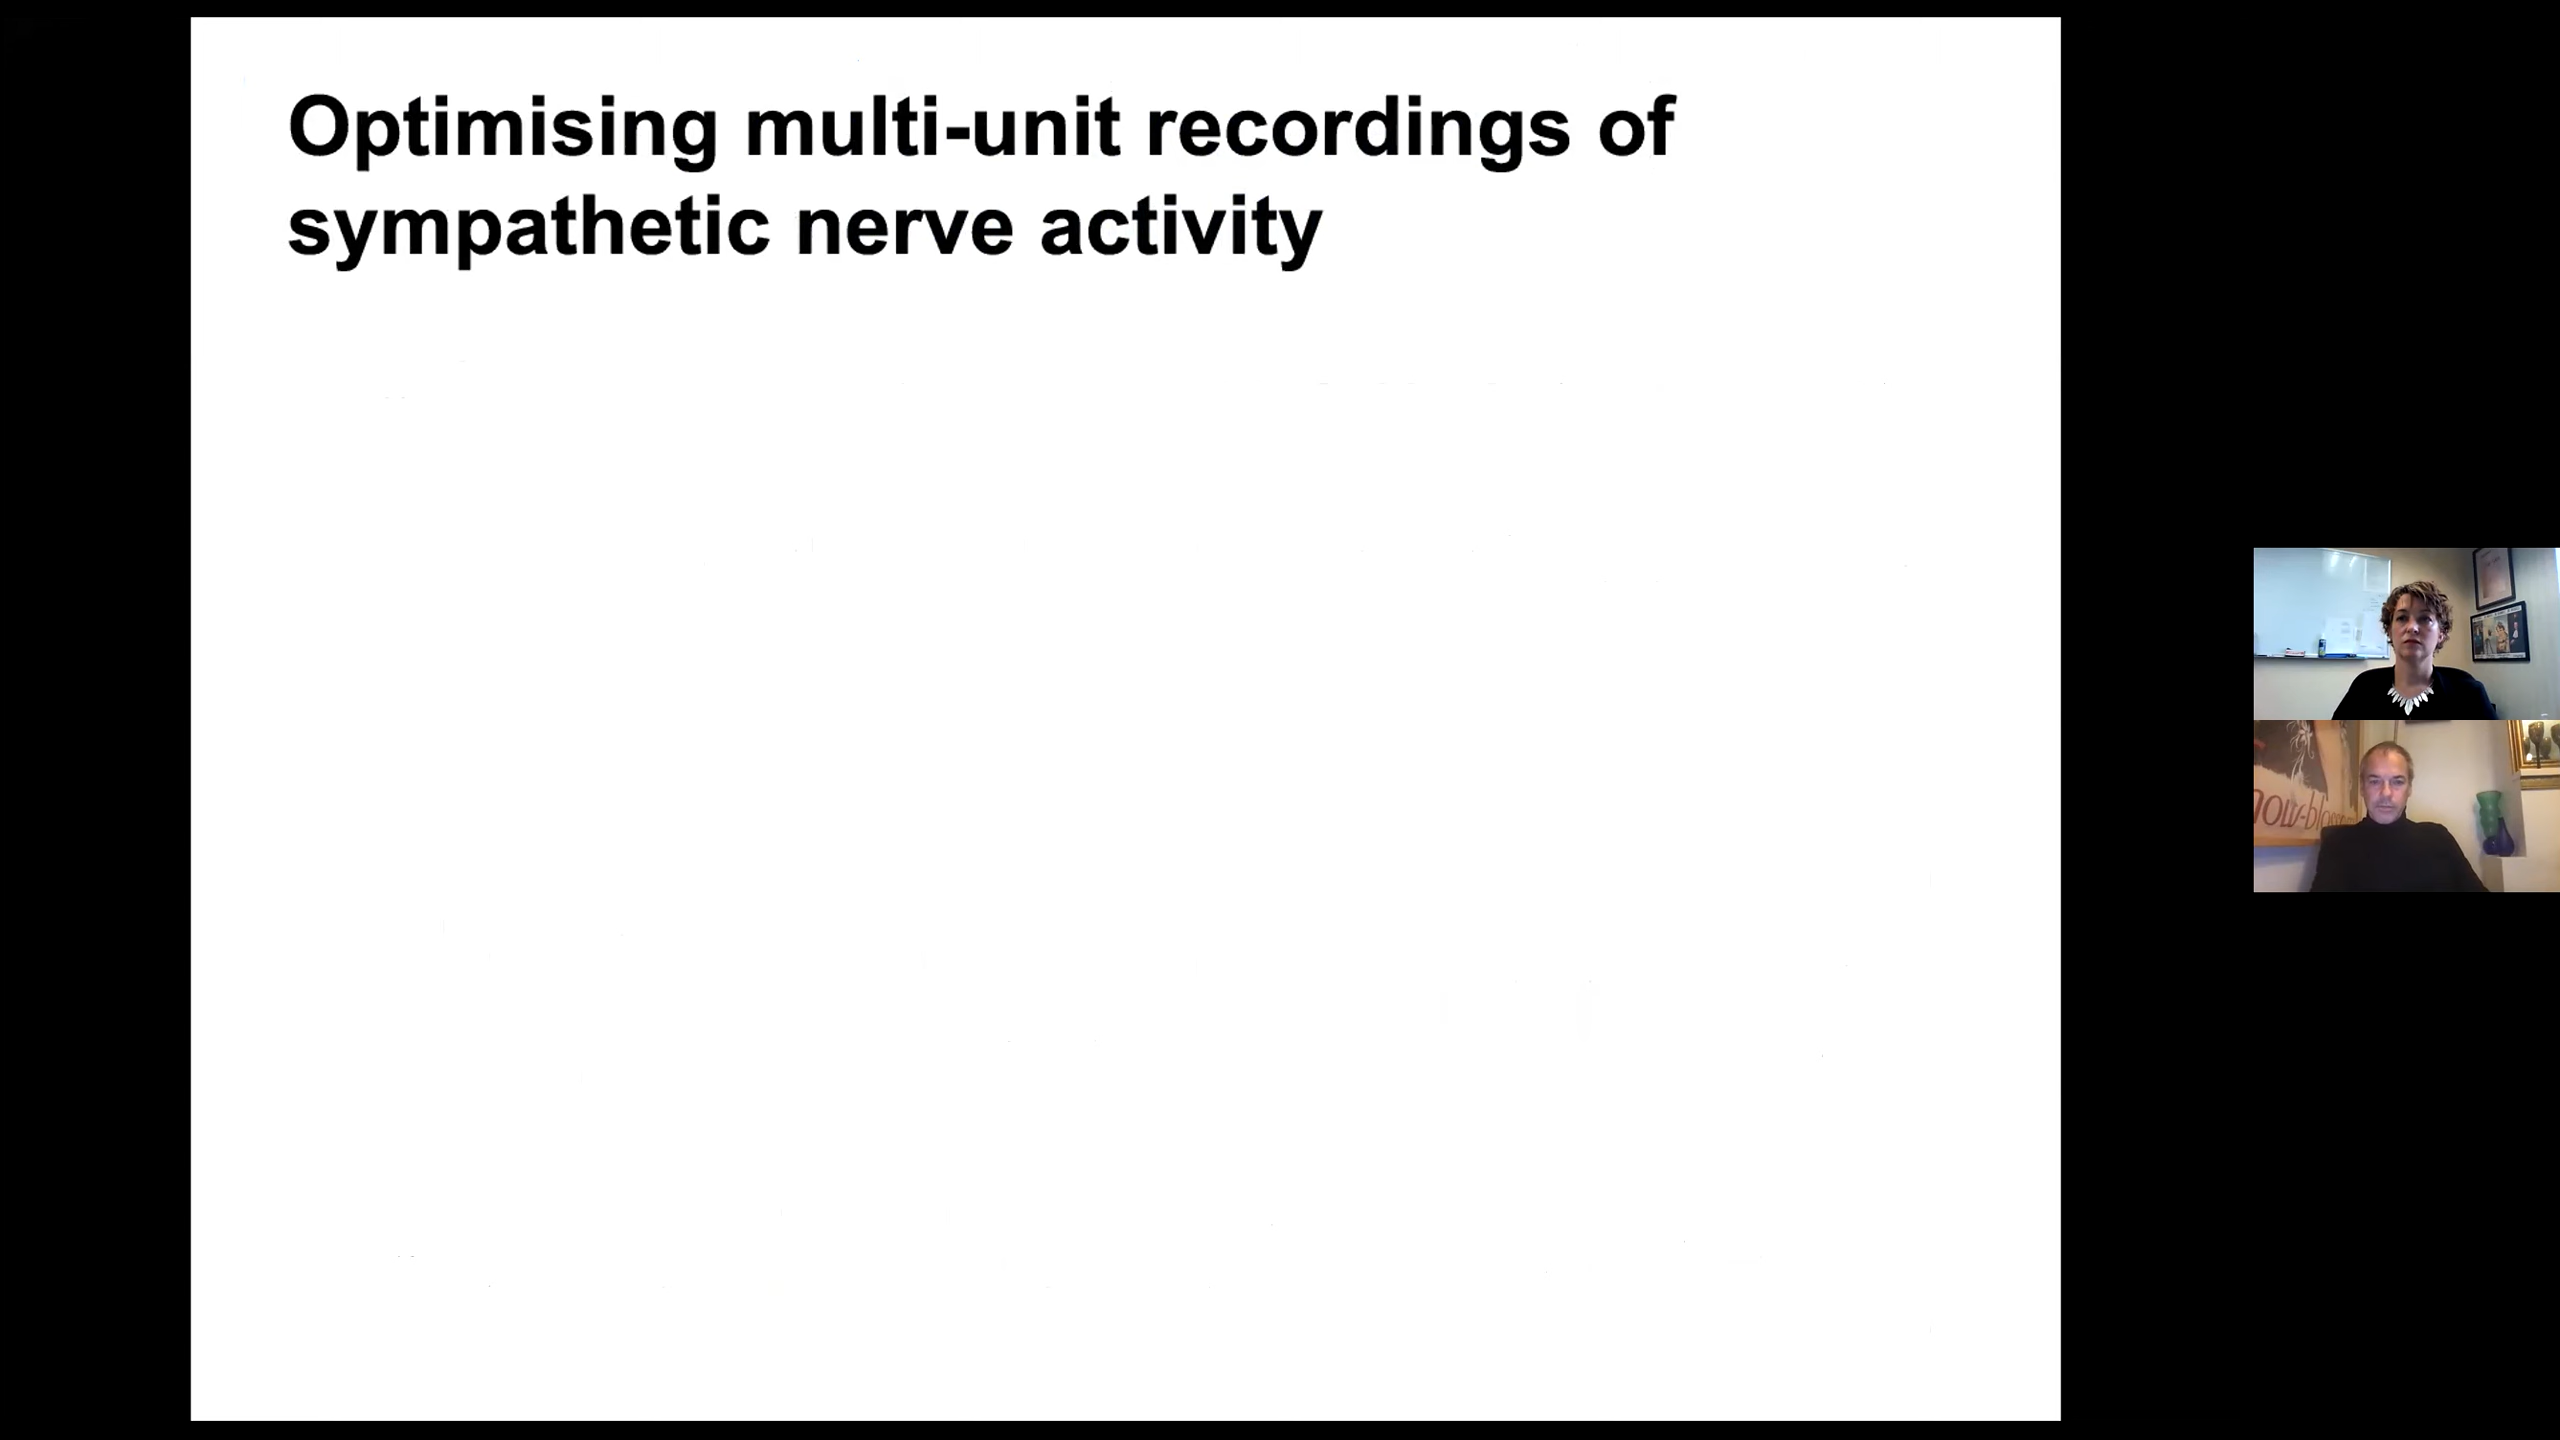 Optimising multi-unit recordings of
sympathetic nerve activity